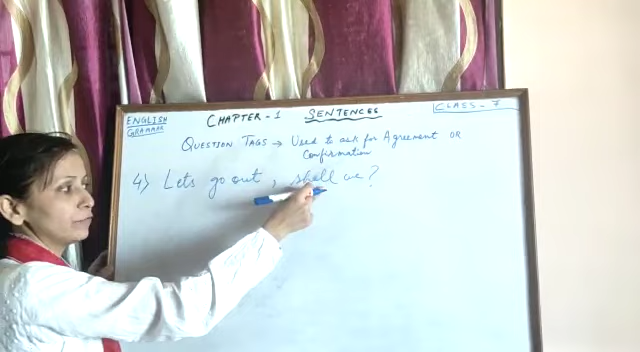 ENGLISH
GRAMMAR
CHAPTER - 1 SENTENCES
CLASS - 7
QUESTION TAGS → Used to ask for Agreement OR
Confirmation
4) Lets go out, shall we?